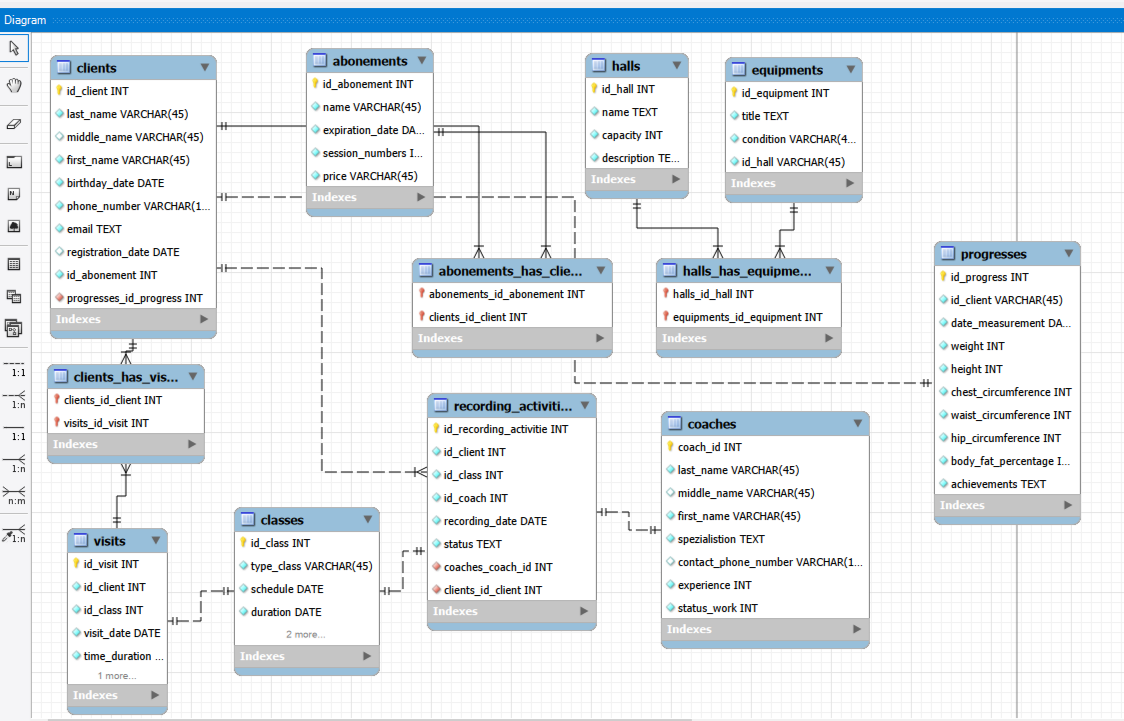 Diagram
clients
id_client INT
last_name VARCHAR(45)
middle_name VARCHAR(45)
first_name VARCHAR(45)
birthday_date DATE
phone_number VARCHAR(1...
email TEXT
registration_date DATE
id_abonement INT
progresses_id_progress INT
Indexes
abonements
id_abonement INT
name VARCHAR(45)
expiration_date DA...
session_numbers I...
price VARCHAR(45)
Indexes
halls
id_hall INT
name TEXT
capacity INT
description TE...
Indexes
equipments
id_equipment INT
title TEXT
condition VARCHAR(4...
id_hall VARCHAR(45)
Indexes
abonements_has_clie...
abonements_id_abonement INT
clients_id_client INT
Indexes
halls_has_equipme...
halls_id_hall INT
equipments_id_equipment INT
Indexes
progresses
id_progress INT
id_client VARCHAR(45)
date_measurement DA...
weight INT
height INT
chest_circumference INT
waist_circumference INT
hip_circumference INT
body_fat_percentage I...
achievements TEXT
Indexes
clients_has_vis...
clients_id_client INT
visits_id_visit INT
Indexes
recording_activiti...
id_recording_activitie INT
id_client INT
id_class INT
id_coach INT
recording_date DATE
status TEXT
coaches_coach_id INT
clients_id_client INT
Indexes
coaches
coach_id INT
last_name VARCHAR(45)
middle_name VARCHAR(45)
first_name VARCHAR(45)
spezialistion TEXT
contact_phone_number VARCHAR(1...
experience INT
status_work INT
Indexes
visits
id_visit INT
id_client INT
id_class INT
visit_date DATE
time_duration ...
1 more...
Indexes
classes
id_class INT
type_class VARCHAR(45)
schedule DATE
duration DATE
2 more...
Indexes
1:1
1:n
1:1
1:n
n:m
1:n